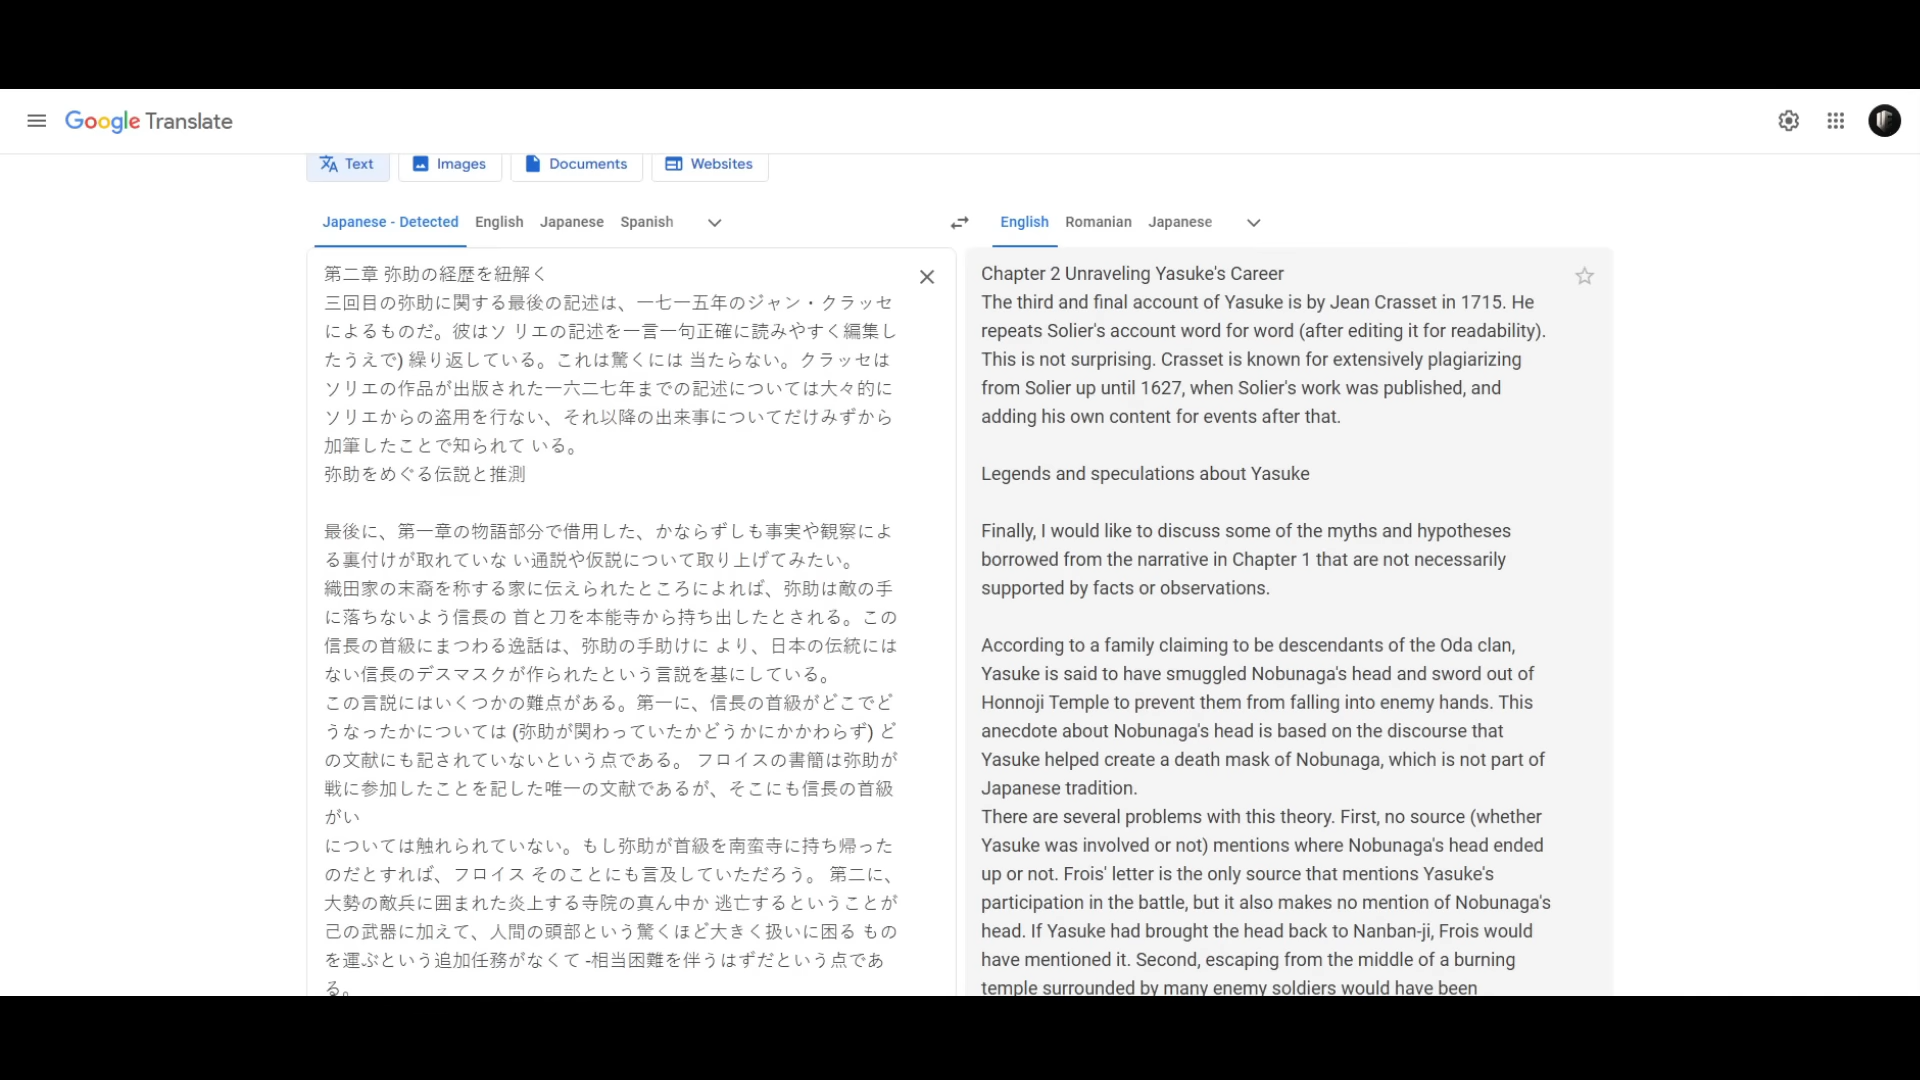 Google Translate
Text
Images
Documents
Websites
Japanese - Detected
English
Japanese
Spanish
English
Romanian
Japanese
第二章 弥助の経歴を紐解く
三回目の弥助に関する最後の記述は、一七一五年のジャン・クラッセ
によるものだ。彼はソ リエの記述を一言一句正確に読みやすく編集し
たうえで) 繰り返している。これは驚くには 当たらない。クラッセは
ソリエの作品が出版された一六二七年までの記述については大々的に
ソリエからの盗用を行ない、それ以降の出来事についてだけみずから
加筆したことで知られて いる。
弥助をめぐる伝説と推測
最後に、第一章の物語部分で借用した、かならずしも事実や観察によ
る裏付けが取れていな い通説や仮説について取り上げてみたい。
織田家の末裔を称する家に伝えられたところによれば、弥助は敵の手
に落ちないよう信長の 首と刀を本能寺から持ち出したとされる。この
信長の首級にまつわる逸話は、弥助の手助けに より、日本の伝統には
ない信長のデスマスクが作られたという言説を基にしている。
この言説にはいくつかの難点がある。第一に、信長の首級がどこでど
うなったかについては (弥助が関わっていたかどうかにかかわらず) ど
の文献にも記されていないという点である。 フロイスの書簡は弥助が
戦に参加したことを記した唯一の文献であるが、そこにも信長の首級
がい
については触れられていない。もし弥助が首級を南蛮寺に持ち帰った
のだとすれば、フロイス そのことにも言及していただろう。 第二に、
大勢の敵兵に囲まれた炎上する寺院の真ん中か 逃亡するということが
己の武器に加えて、人間の頭部という驚くほど大きく扱いに困る もの
を運ぶという追加任務がなくて -相当困難を伴うはずだという点であ
る。
Chapter 2 Unraveling Yasuke's Career
The third and final account of Yasuke is by Jean Crasset in 1715. He
repeats Solier's account word for word (after editing it for readability).
This is not surprising. Crasset is known for extensively plagiarizing
from Solier up until 1627, when Solier's work was published, and
adding his own content for events after that.
Legends and speculations about Yasuke
Finally, I would like to discuss some of the myths and hypotheses
borrowed from the narrative in Chapter 1 that are not necessarily
supported by facts or observations.
According to a family claiming to be descendants of the Oda clan,
Yasuke is said to have smuggled Nobunaga's head and sword out of
Honnoji Temple to prevent them from falling into enemy hands. This
anecdote about Nobunaga's head is based on the discourse that
Yasuke helped create a death mask of Nobunaga, which is not part of
Japanese tradition.
There are several problems with this theory. First, no source (whether
Yasuke was involved or not) mentions where Nobunaga's head ended
up or not. Frois' letter is the only source that mentions Yasuke's
participation in the battle, but it also makes no mention of Nobunaga's
head. If Yasuke had brought the head back to Nanban-ji, Frois would
have mentioned it. Second, escaping from the middle of a burning
temple surrounded by many enemy soldiers would have been